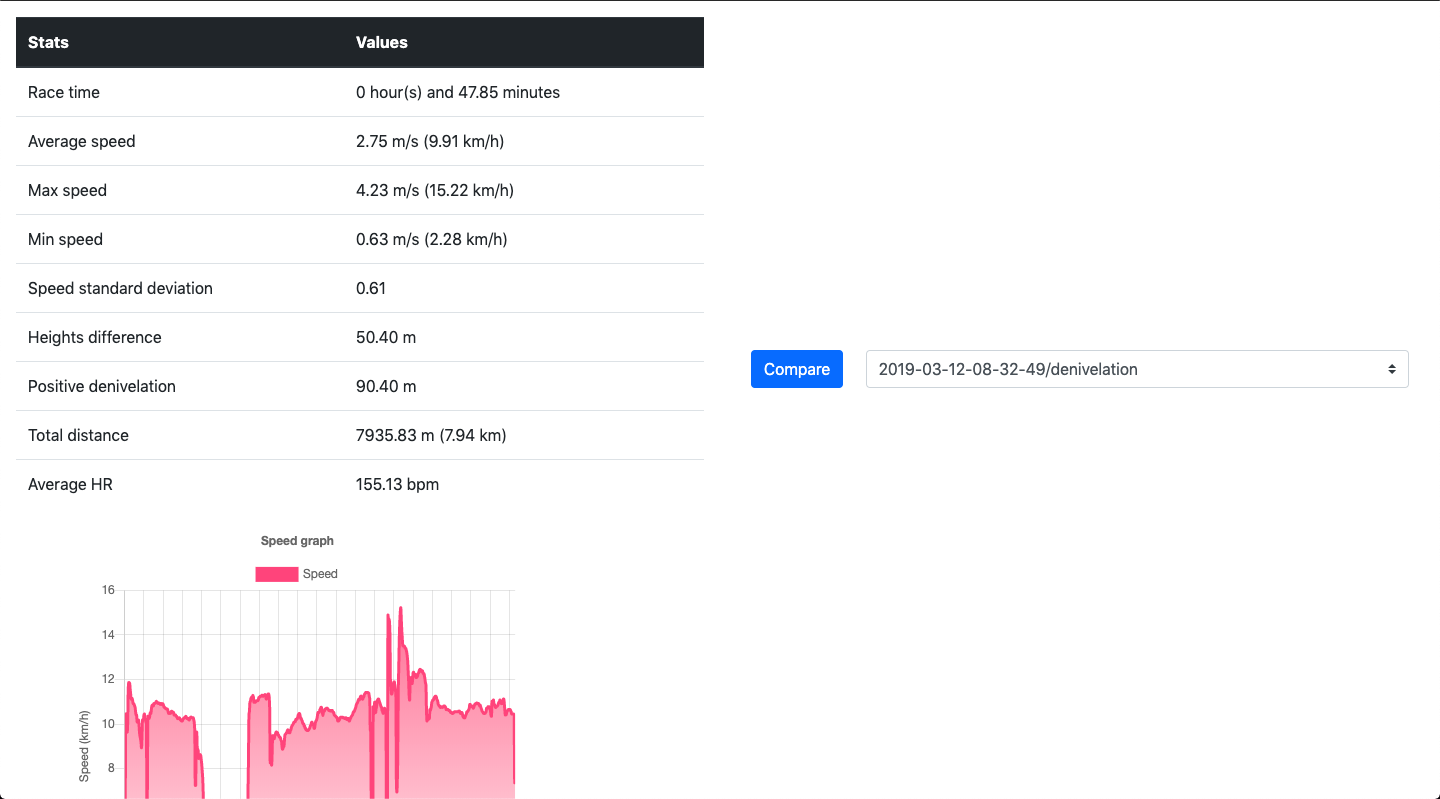 Stats Values
Race time 0 hour(s) and 47.85 minutes
Average speed 2.75 m/s (9.91 km/h)
Max speed 4.23 m/s (15.22 km/h)
Min speed 0.63 m/s (2.28 km/h)
Speed standard deviation 0.61
Heights difference 50.40 m
Positive denivelation 90.40 m
Total distance 7935.83 m (7.94 km)
Average HR 155.13 bpm
Compare 2019-03-12-08-32-49/denivelation
Speed graph
Speed
16
14
12
10
8
Speed (km/h)